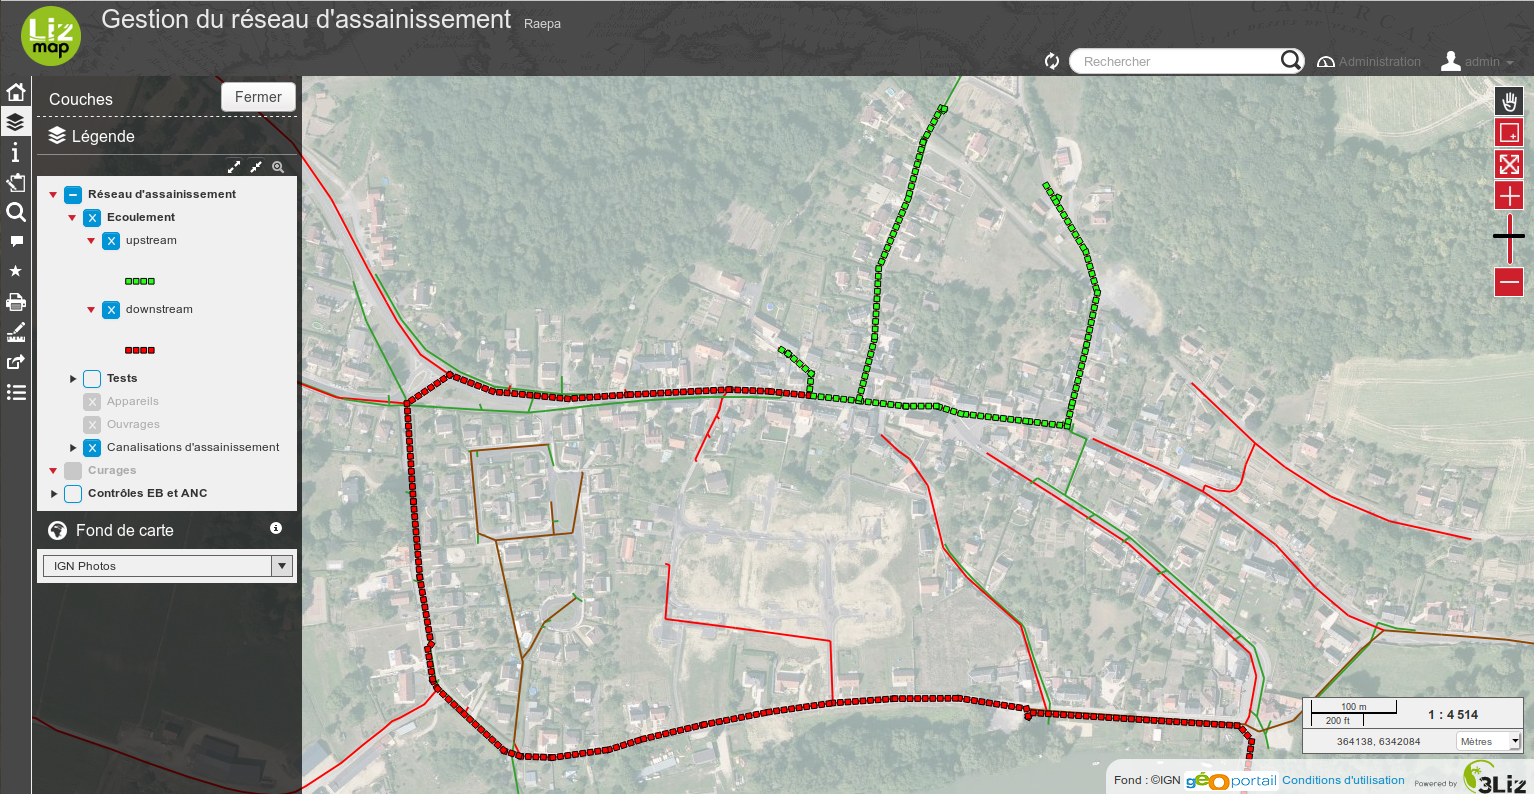 Liz map
Gestion du réseau d'assainissement Raepa
CAMERC
Rechercher
Administration
admin
Couches
Fermer
Légende
Réseau d'assainissement
Ecoulement
upstream
downstream
Tests
Appareils
Ouvrages
Canalisations d'assainissement
Curages
Contrôles EB et ANC
Fond de carte
IGN Photos
100 m
200 ft
1 : 4 514
364138, 6342084
Mètres
Fond : ©IGN géoportail Conditions d'utilisation Powered by 3Liz